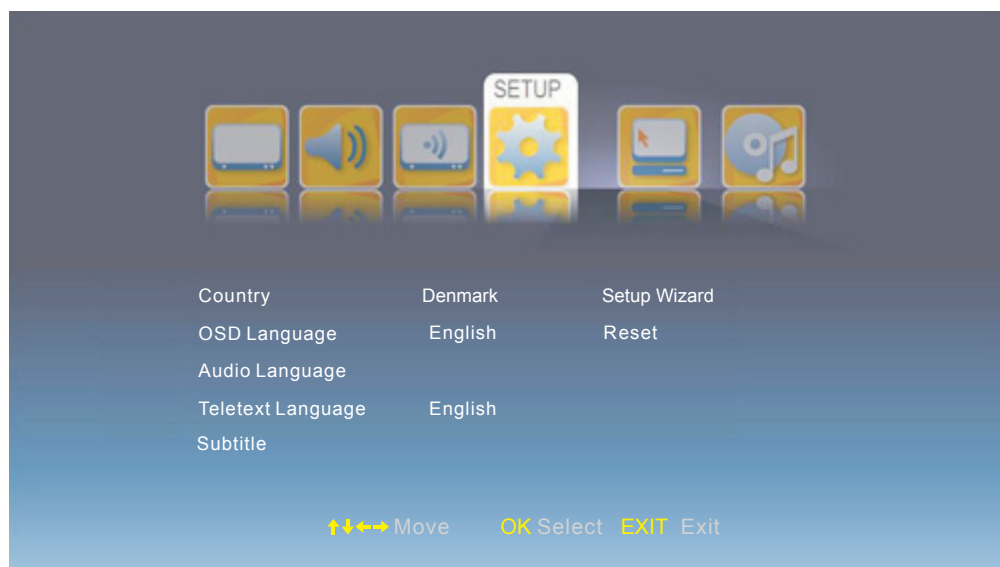 SETUP
Country Denmark Setup Wizard
OSD Language English Reset
Audio Language
Teletext Language English
Subtitle
Move OK Select EXIT Exit